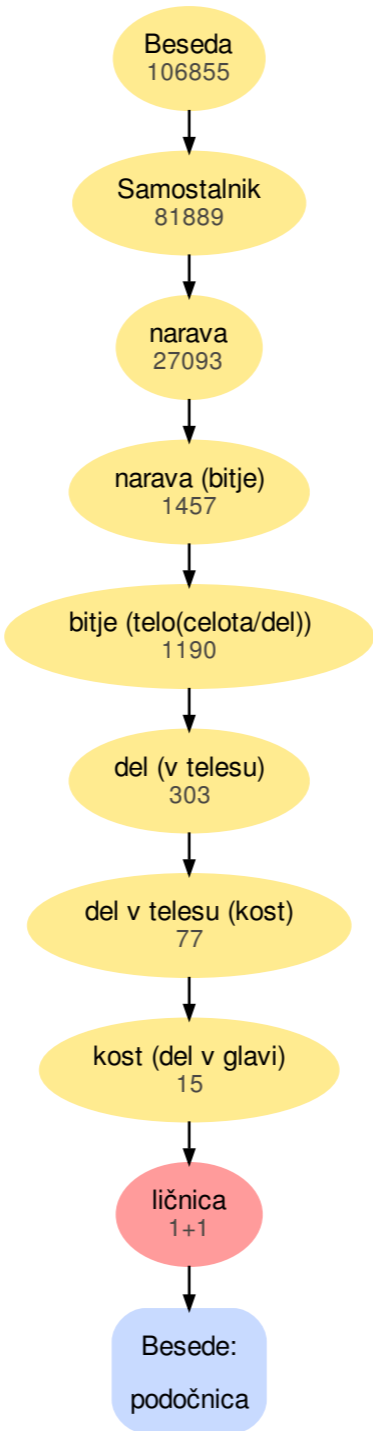 Beseda
106855
Samostalnik
81889
narava
27093
narava (bitje)
1457
bitje (telo(celota/del))
1190
del (v telesu)
303
del v telesu (kost)
77
kost (del v glavi)
15
ličnica
1+1
Besede:
podočnica